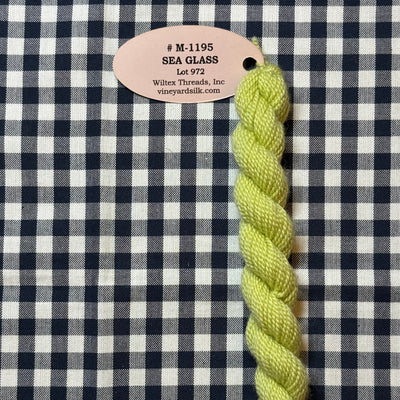 # M-1195
SEA GLASS
Lot 972
Wiltex Threads, Inc
vineyardsilk.com